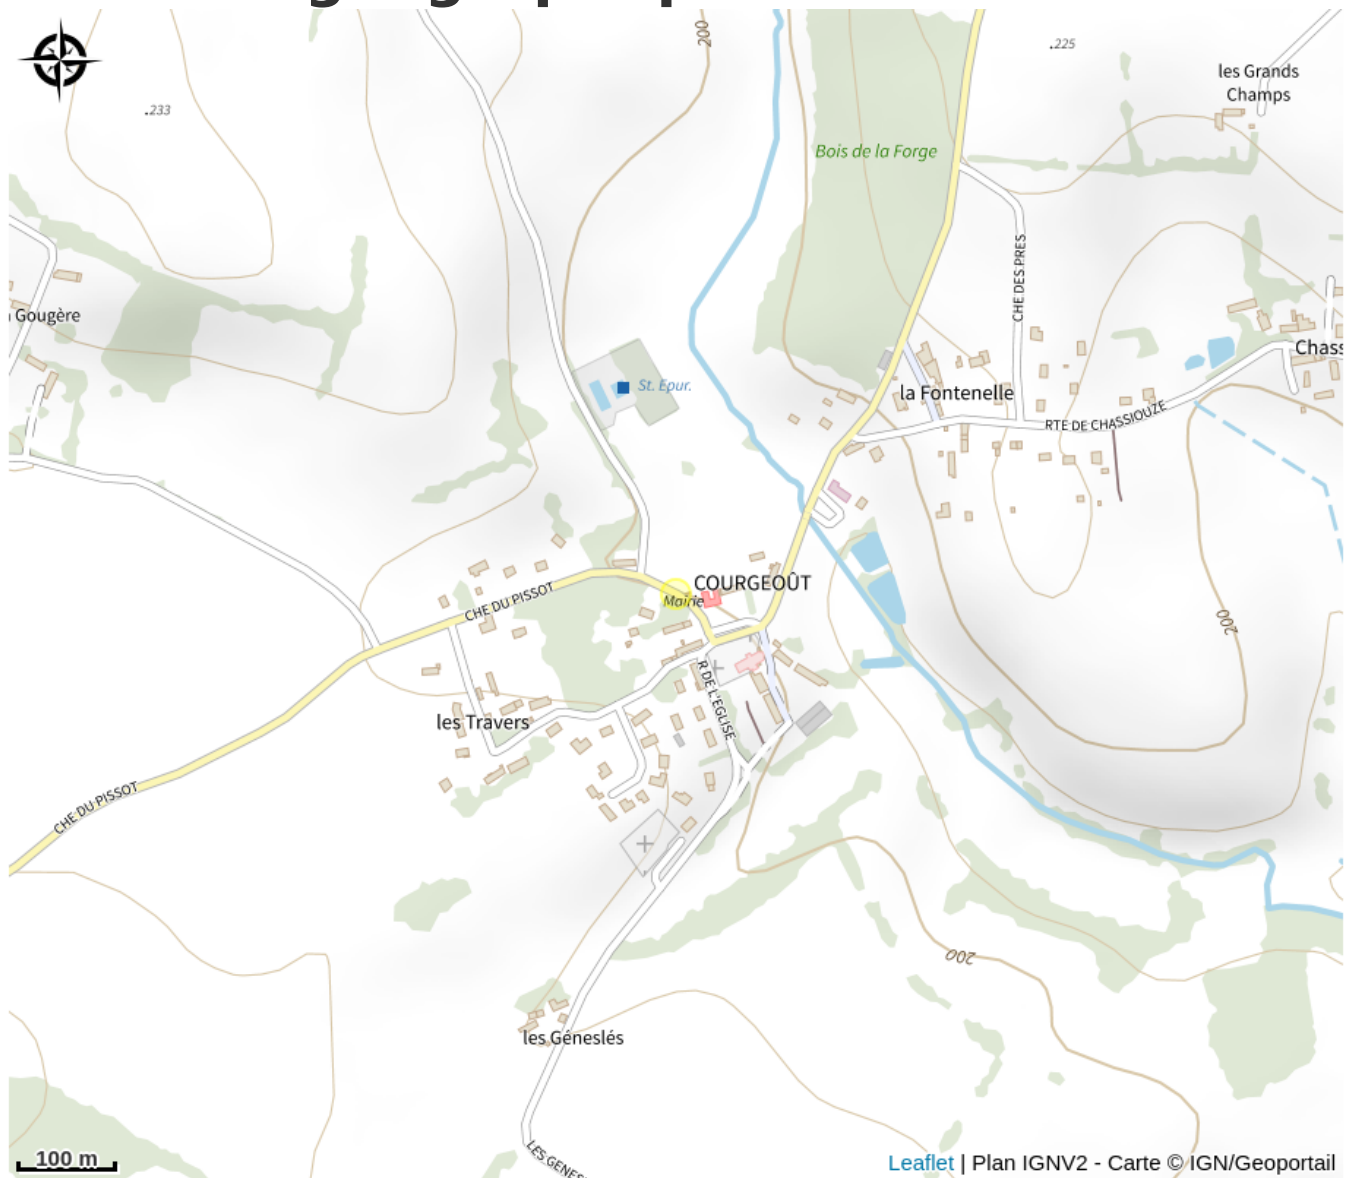 200
.225
les Grands
Champs
.233
Bois de la Forge
CHE DES PRES
Gougère
Chass
St. Epur.
la Fontenelle
RTE DE CHASSIOUZE
COURGEOÛT
Mairie
CHE DU PISSOT
200
R DE L'EGLISE
les Travers
CHE DU PISSOT
200
les Géneslés
LES GENES
100 m
Leaflet | Plan IGNV2 - Carte © IGN/Geoportail